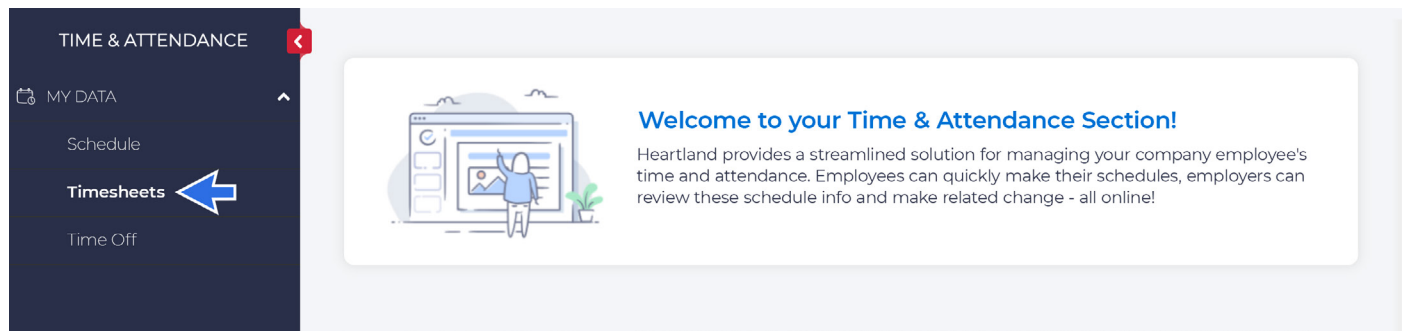 TIME & ATTENDANCE
MY DATA
Schedule
Timesheets
Time Off
Welcome to your Time & Attendance Section!
Heartland provides a streamlined solution for managing your company employee's
time and attendance. Employees can quickly make their schedules, employers can
review these schedule info and make related change - all online!